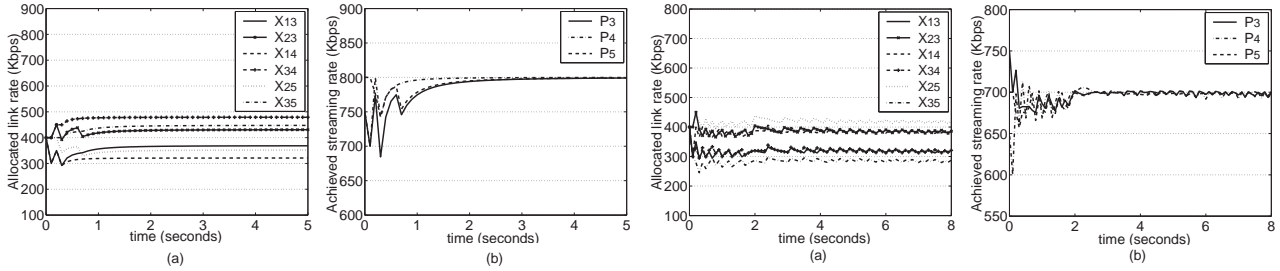 Allocated link rate (Kbps)
900
800
700
600
500
400
300
200
100
0
1
2
3
4
5
time (seconds)
(a)
X13
X23
X14
X34
X25
X35
Achieved streaming rate (Kbps)
900
850
800
750
700
650
600
0
1
2
3
4
5
time (seconds)
(b)
P3
P4
P5
Allocated link rate (Kbps)
800
700
600
500
400
300
200
100
0
2
4
6
8
time (seconds)
(a)
X13
X23
X14
X34
X25
X35
Achieved streaming rate (Kbps)
800
750
700
650
600
550
0
2
4
6
8
time (seconds)
(b)
P3
P4
P5